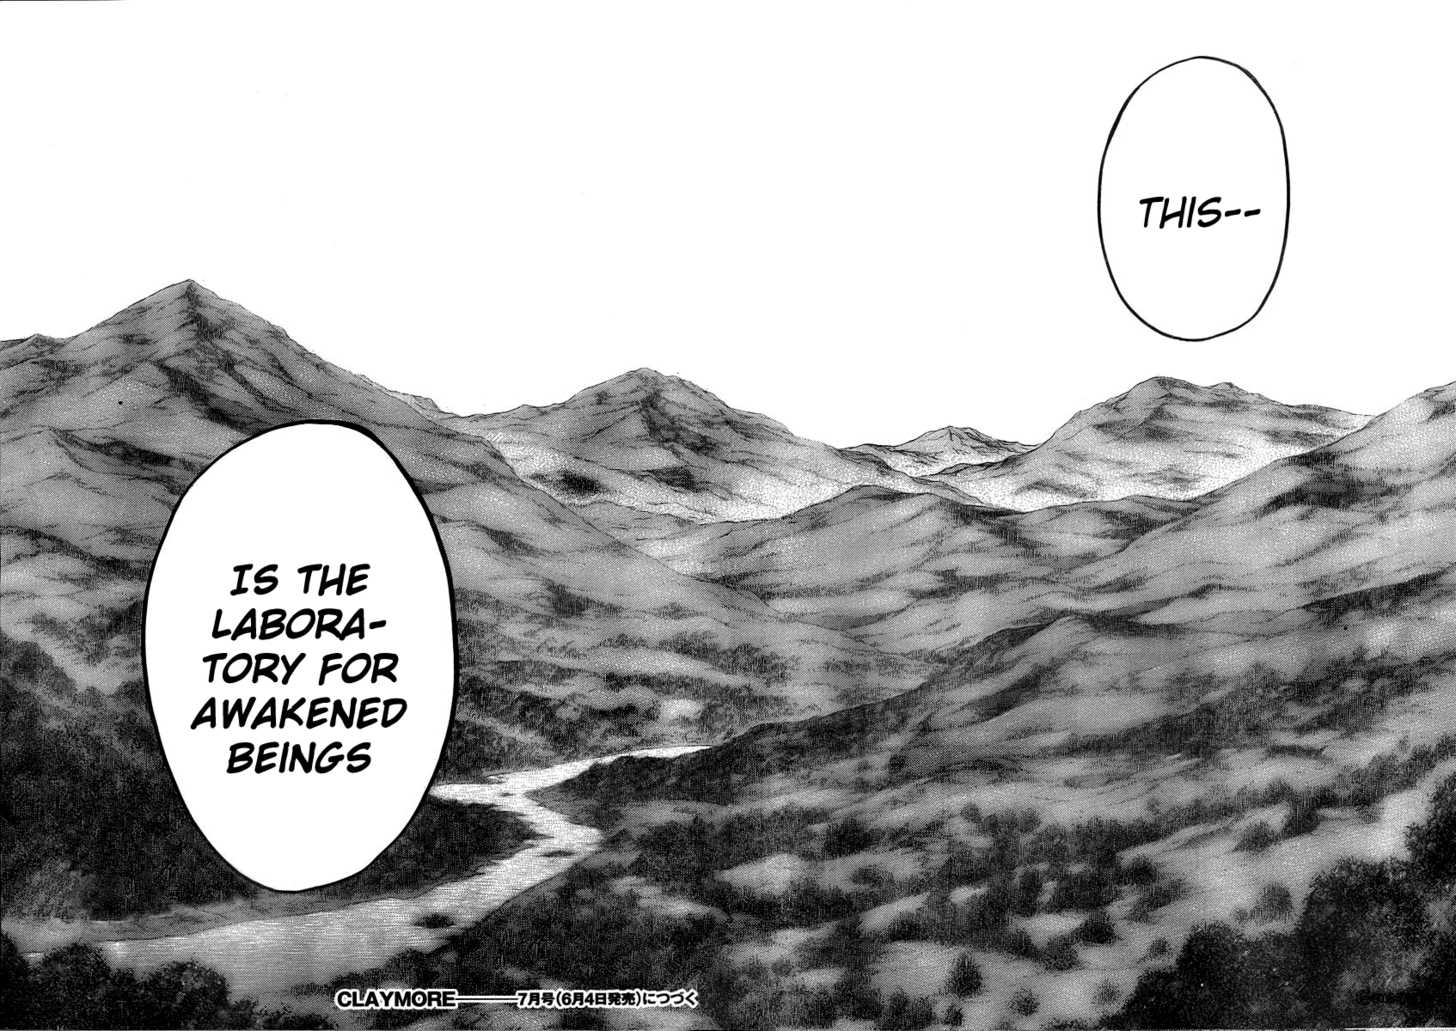 THIS--
IS THE
LABORA-
TORY FOR
AWAKENED
BEINGS
CLAYMORE———7月号(6月4日発売)につづく